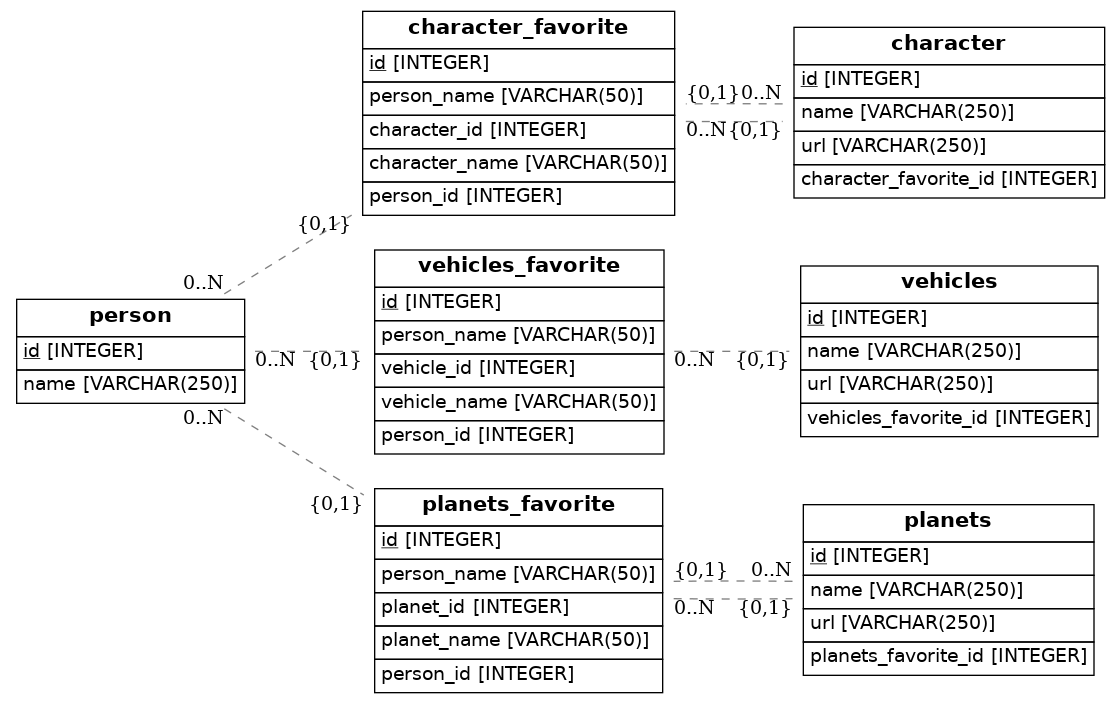 character_favorite
id [INTEGER]
person_name [VARCHAR(50)]
character_id [INTEGER]
character_name [VARCHAR(50)]
person_id [INTEGER]
character
id [INTEGER]
name [VARCHAR(250)]
url [VARCHAR(250)]
character_favorite_id [INTEGER]
{0,1} 0..N
0..N {0,1}
{0,1}
0..N
person
id [INTEGER]
name [VARCHAR(250)]
0..N {0,1}
vehicles_favorite
id [INTEGER]
person_name [VARCHAR(50)]
vehicle_id [INTEGER]
vehicle_name [VARCHAR(50)]
person_id [INTEGER]
0..N {0,1}
vehicles
id [INTEGER]
name [VARCHAR(250)]
url [VARCHAR(250)]
vehicles_favorite_id [INTEGER]
0..N
{0,1}
planets_favorite
id [INTEGER]
person_name [VARCHAR(50)]
planet_id [INTEGER]
planet_name [VARCHAR(50)]
person_id [INTEGER]
{0,1} 0..N
0..N {0,1}
planets
id [INTEGER]
name [VARCHAR(250)]
url [VARCHAR(250)]
planets_favorite_id [INTEGER]